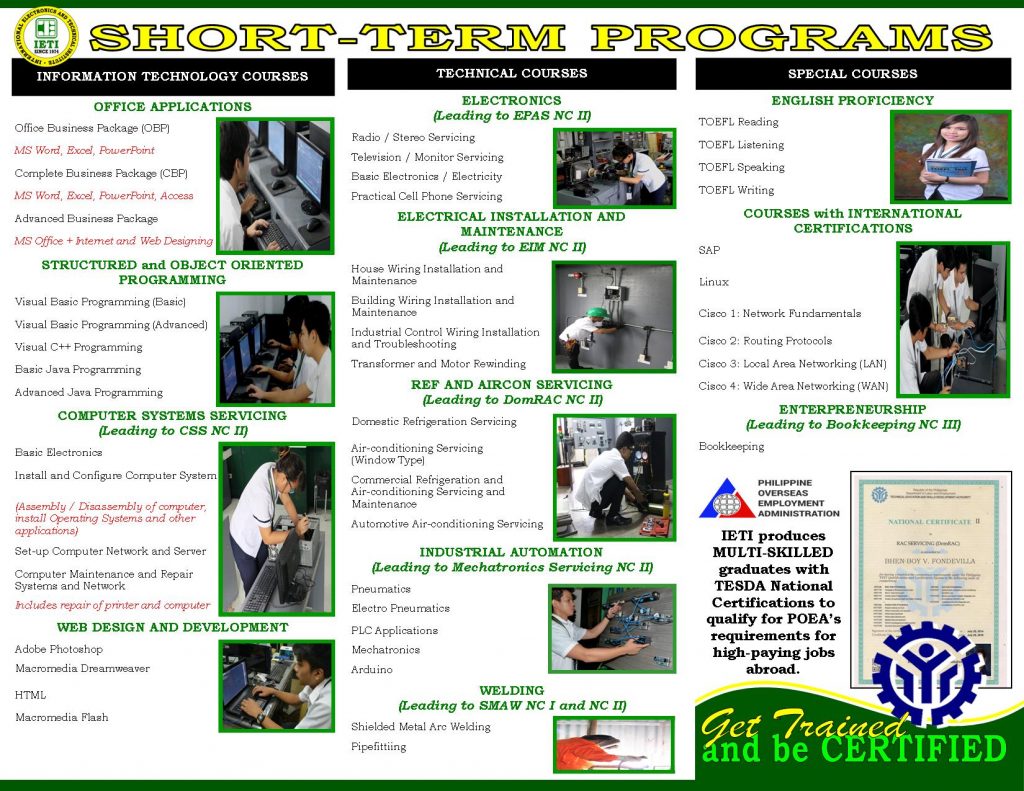 INTERNATIONAL ELECTRONICS AND TECHNICAL INSTITUTE
IETI
SINCE 1974
SHORT-TERM PROGRAMS
INFORMATION TECHNOLOGY COURSES
OFFICE APPLICATIONS
Office Business Package (OBP)
MS Word, Excel, PowerPoint
Complete Business Package (CBP)
MS Word, Excel, PowerPoint, Access
Advanced Business Package
MS Office + Internet and Web Designing
STRUCTURED and OBJECT ORIENTED
PROGRAMMING
Visual Basic Programming (Basic)
Visual Basic Programming (Advanced)
Visual C++ Programming
Basic Java Programming
Advanced Java Programming
COMPUTER SYSTEMS SERVICING
(Leading to CSS NC II)
Basic Electronics
Install and Configure Computer System
(Assembly / Disassembly of computer,
install Operating Systems and other
applications)
Set-up Computer Network and Server
Computer Maintenance and Repair
Systems and Network
Includes repair of printer and computer
WEB DESIGN AND DEVELOPMENT
Adobe Photoshop
Macromedia Dreamweaver
HTML
Macromedia Flash
TECHNICAL COURSES
ELECTRONICS
(Leading to EPAS NC II)
Radio / Stereo Servicing
Television / Monitor Servicing
Basic Electronics / Electricity
Practical Cell Phone Servicing
ELECTRICAL INSTALLATION AND
MAINTENANCE
(Leading to EIM NC II)
House Wiring Installation and
Maintenance
Building Wiring Installation and
Maintenance
Industrial Control Wiring Installation
and Troubleshooting
Transformer and Motor Rewinding
REF AND AIRCON SERVICING
(Leading to DomRAC NC II)
Domestic Refrigeration Servicing
Air-conditioning Servicing
(Window Type)
Commercial Refrigeration and
Air-conditioning Servicing and
Maintenance
Automotive Air-conditioning Servicing
INDUSTRIAL AUTOMATION
(Leading to Mechatronics Servicing NC II)
Pneumatics
Electro Pneumatics
PLC Applications
Mechatronics
Arduino
WELDING
(Leading to SMAW NC I and NC II)
Shielded Metal Arc Welding
Pipefittiing
SPECIAL COURSES
ENGLISH PROFICIENCY
TOEFL Reading
TOEFL Listening
TOEFL Speaking
TOEFL Writing
COURSES with INTERNATIONAL
CERTIFICATIONS
SAP
Linux
Cisco 1: Network Fundamentals
Cisco 2: Routing Protocols
Cisco 3: Local Area Networking (LAN)
Cisco 4: Wide Area Networking (WAN)
ENTERPRENEURSHIP
(Leading to Bookkeeping NC III)
Bookkeeping
PHILIPPINE
OVERSEAS
EMPLOYMENT
ADMINISTRATION
IETI produces
MULTI-SKILLED
graduates with
TESDA National
Certifications to
qualify for POEA's
requirements for
high-paying jobs
abroad.
Republic of the Philippines
NATIONAL CERTIFICATE II
RAC SERVICING (DomRAC)
BHEN-BOY V. FONDEVILLA
Get Trained
and be CERTIFIED